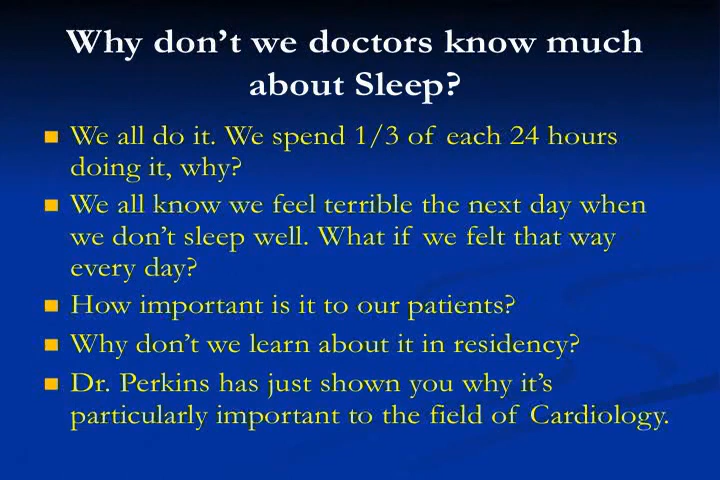 Why don’t we doctors know much
about Sleep?
We all do it. We spend 1/3 of each 24 hours
doing it, why?
We all know we feel terrible the next day when
we don’t sleep well. What if we felt that way
every day?
How important is it to our patients?
Why don’t we learn about it in residency?
Dr. Perkins has just shown you why it’s
particularly important to the field of Cardiology.